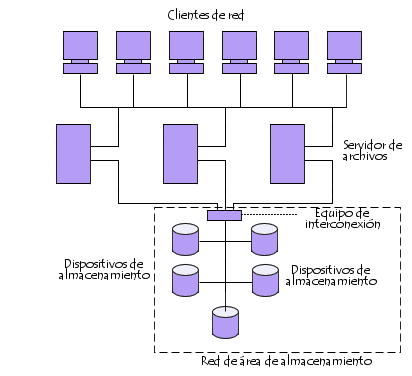 Clientes de red
Servidor de
archivos
Equipo de
interconexión
Dispositivos de
almacenamiento
Dispositivos de
almacenamiento
Red de área de almacenamiento